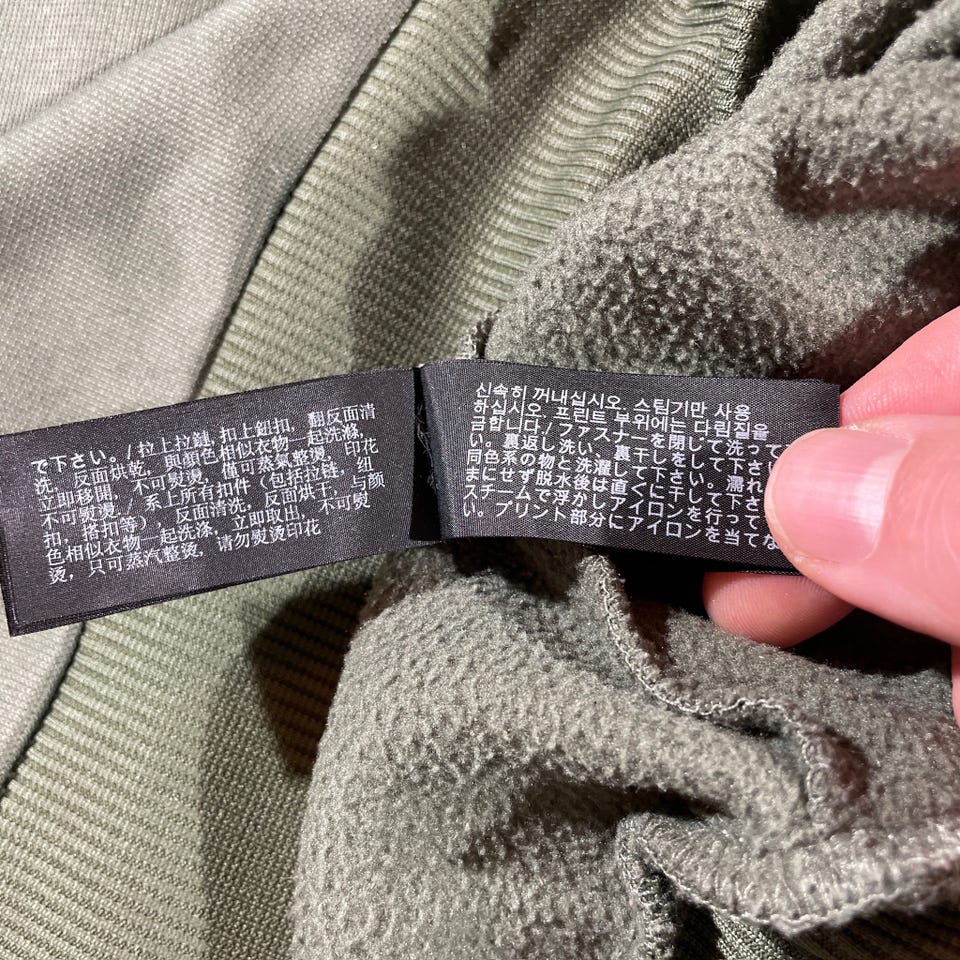 で下さい。/拉上拉鏈, 扣上鈕扣, 翻反面清
洗, 反面烘乾, 與顏色相似衣物一起洗滌,
立即移開, 不可熨燙, 僅可蒸氣整燙, 印花
不可熨燙/系上所有扣件（包括拉链, 纽
扣, 搭扣等）, 反面清洗, 反面烘干, 与颜
色相似衣物一起洗涤, 立即取出, 不可熨
烫, 只可蒸汽整烫, 请勿熨烫印花
신속히 꺼내십시오. 스팀기만 사용
하십시오. 프린트 부위에는 다림질을
금합니다/ファスナーを閉じて洗って
い。裏返し洗い、裏干しをして下さい
同色系の物と洗濯して下さい。濡れ
まにせず脱水後は直ぐに干して下さ
スチームで浮かしアイロンを行って
い。プリント部分にアイロンを当てな